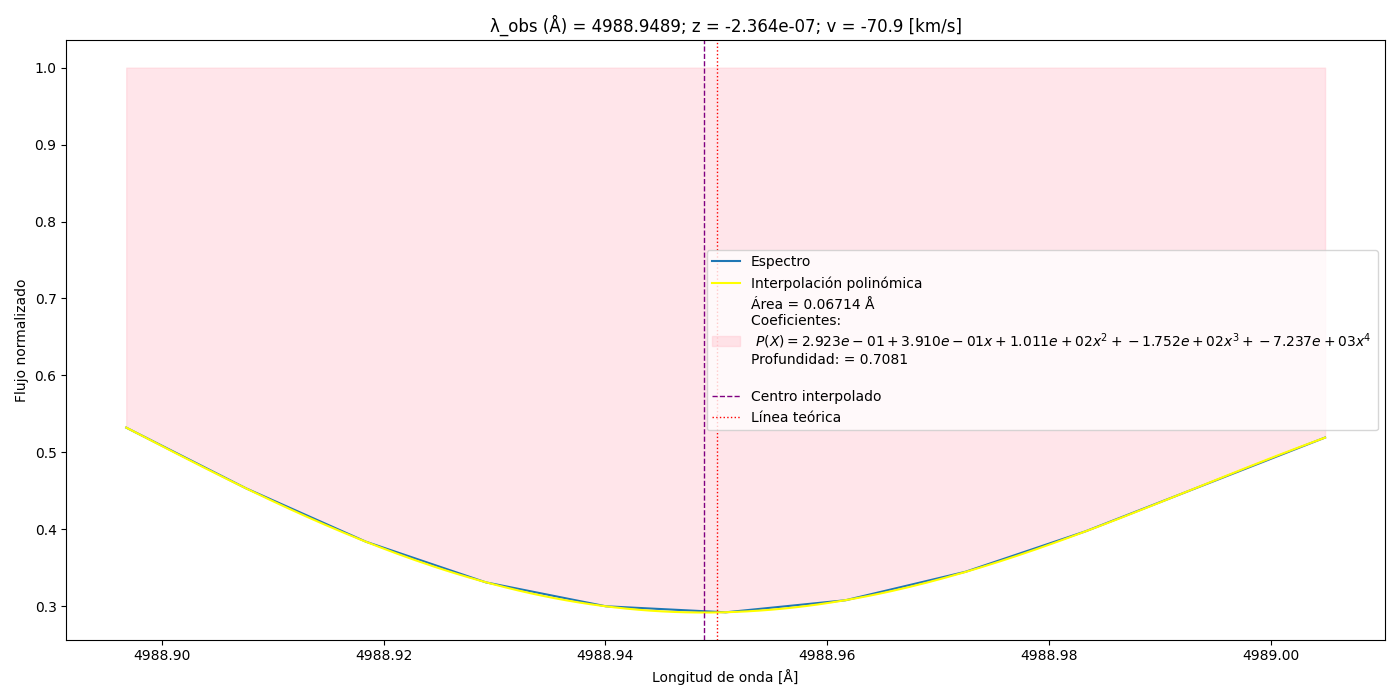 λ_obs (Å) = 4988.9489; z = -2.364e-07; v = -70.9 [km/s]
1.0
0.9
0.8
0.7
0.6
0.5
0.4
0.3
Flujo normalizado
Espectro
Interpolación polinómica
Área = 0.06714 Å
Coeficientes:
P(X) = 2.923e − 01 + 3.910e − 01x + 1.011e + 02x² + −1.752e + 02x³ + −7.237e + 03x⁴
Profundidad: = 0.7081
Centro interpolado
Línea teórica
4988.90 4988.92 4988.94 4988.96 4988.98 4989.00
Longitud de onda [Å]